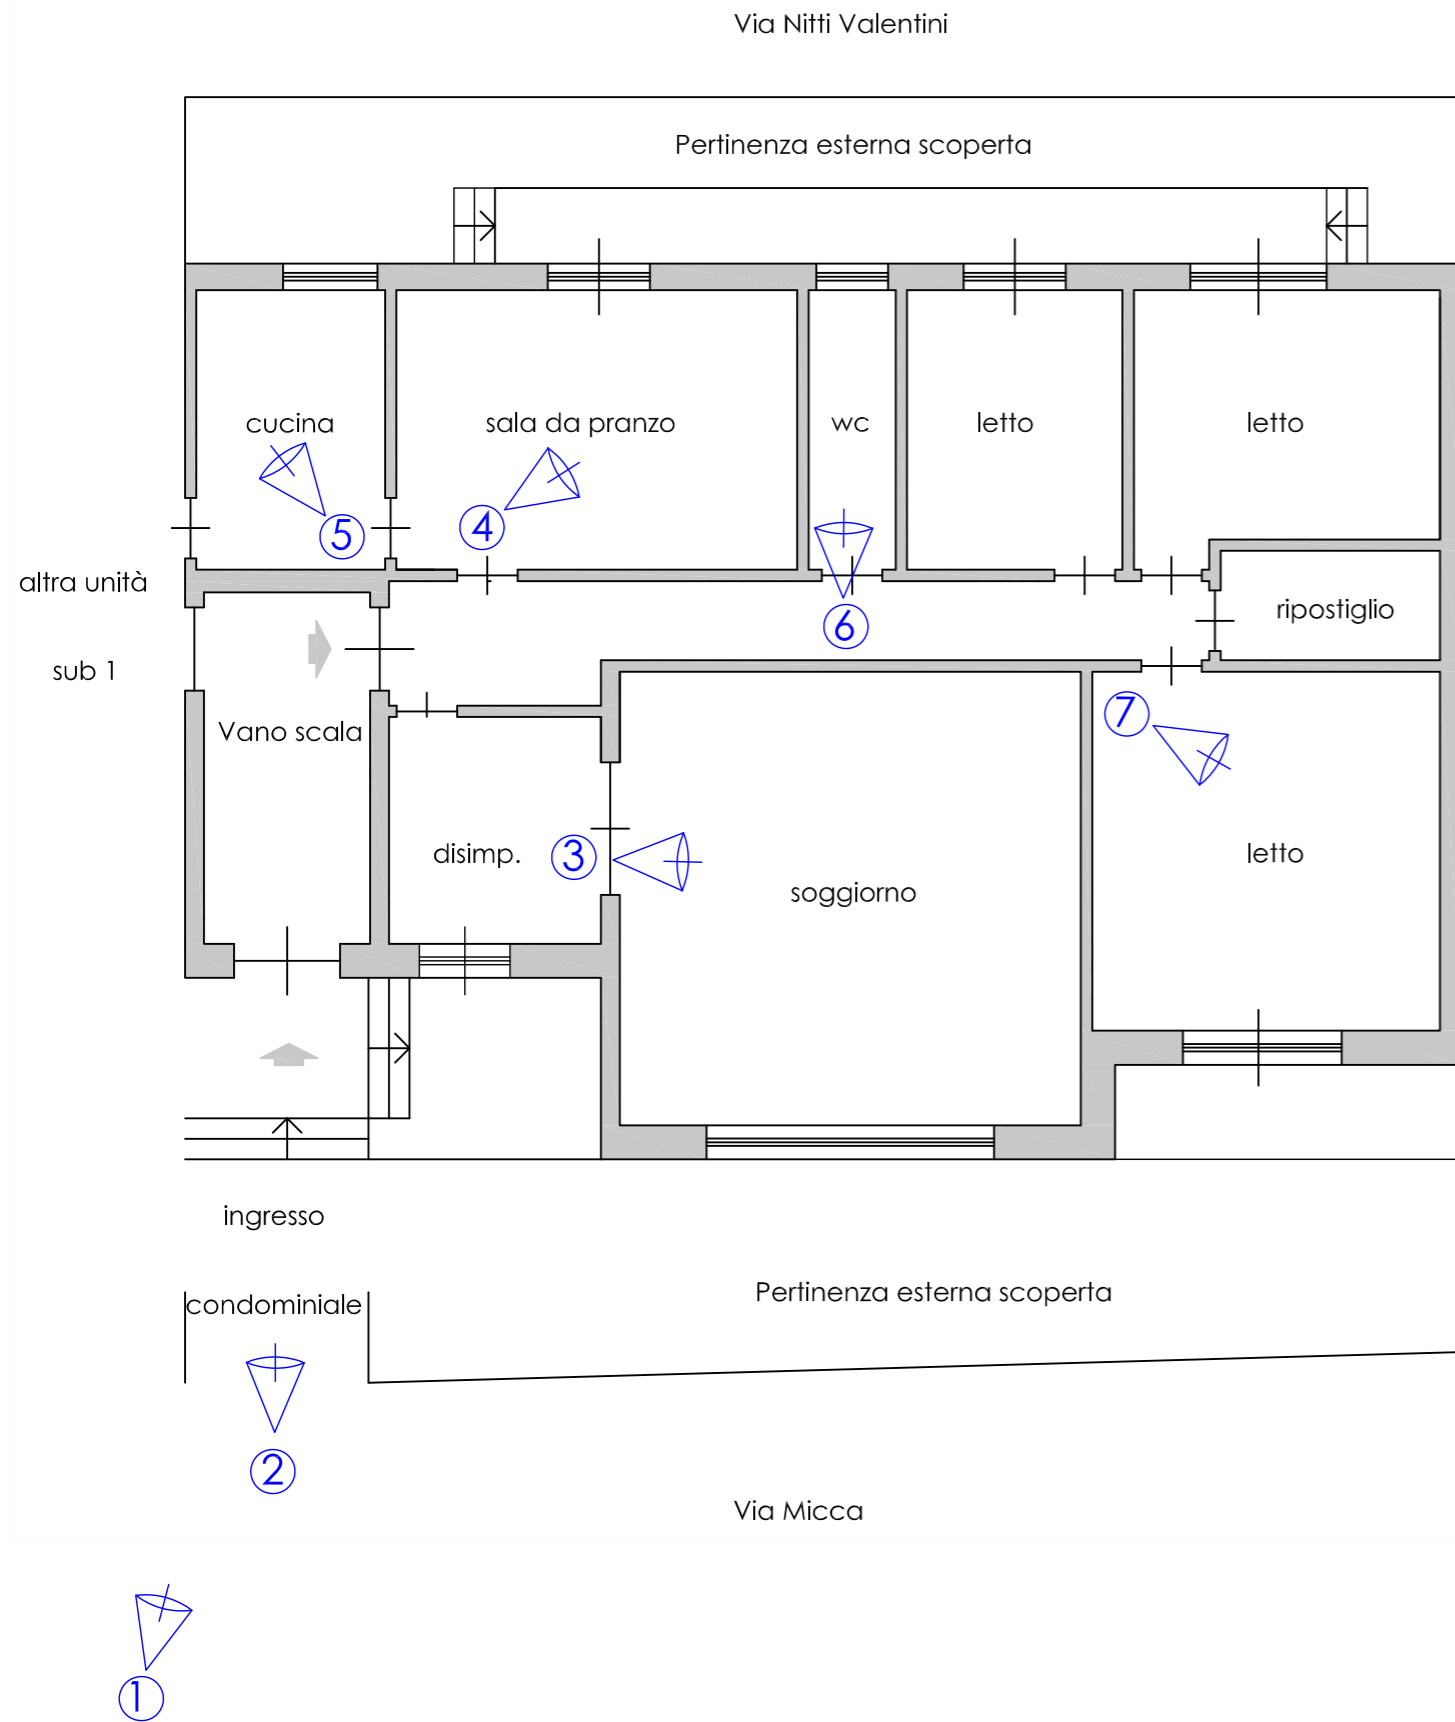 Via Nitti Valentini
Pertinenza esterna scoperta
cucina
sala da pranzo
wc
letto
letto
5
4
altra unità
ripostiglio
6
sub 1
Vano scala
7
disimp.
3
letto
soggiorno
ingresso
Pertinenza esterna scoperta
condominiale
2
Via Micca
1